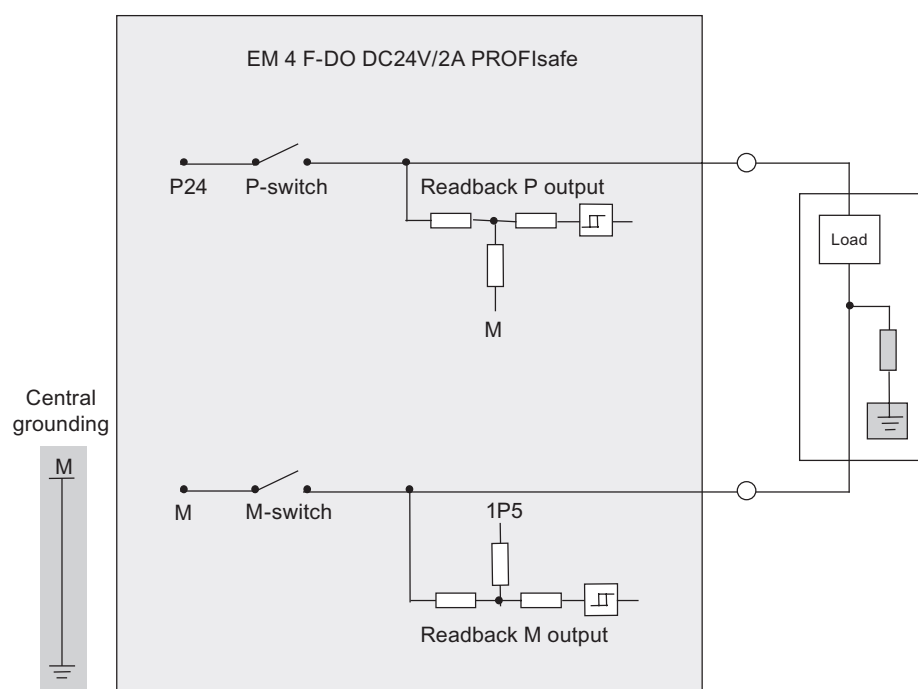 EM 4 F-DO DC24V/2A PROFIsafe
P24
P-switch
Readback P output
Load
M
Central
grounding
M
M
M-switch
1P5
Readback M output